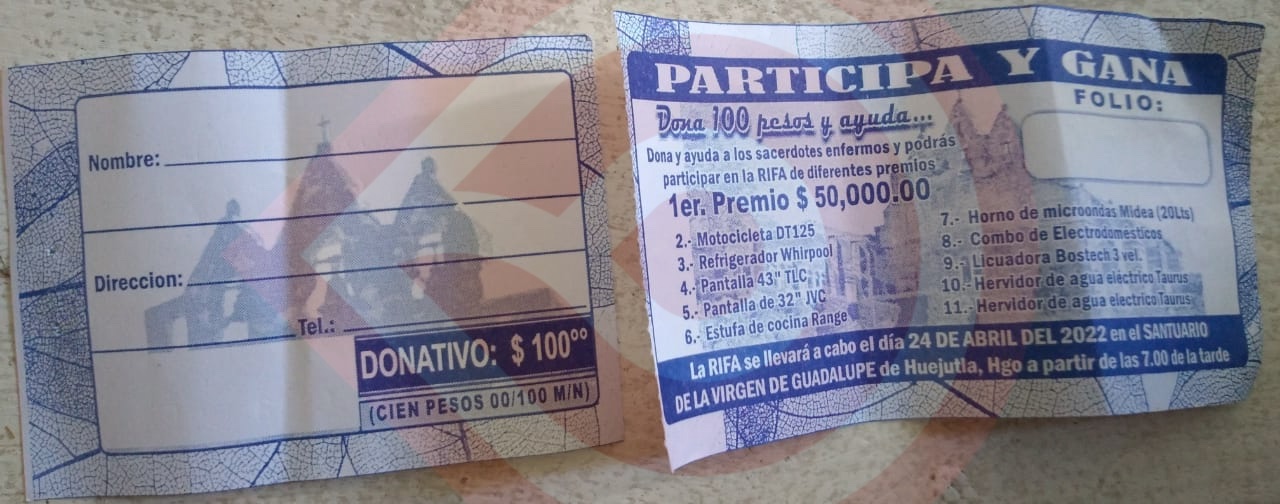 Nombre:
Direccion:
Tel.:
DONATIVO: $ 100⁰⁰
(CIEN PESOS 00/100 M/N)
PARTICIPA Y GANA
FOLIO:
Dona 100 pesos y ayuda...
Dona y ayuda a los sacerdotes enfermos y podrás
participar en la RIFA de diferentes premios
1er. Premio $ 50,000.00
2.- Motocicleta DT125
3.- Refrigerador Whirpool
4.- Pantalla 43" TLC
5.- Pantalla de 32" JVC
6.- Estufa de cocina Range
7.- Horno de microondas Midea (20Lts)
8.- Combo de Electrodomésticos
9.- Licuadora Bostech 3 vel.
10.- Hervidor de agua eléctrico Taurus
11.- Hervidor de agua electrico Taurus
La RIFA se llevará a cabo el día 24 DE ABRIL DEL 2022 en el SANTUARIO
DE LA VIRGEN DE GUADALUPE de Huejutla, Hgo a partir de las 7.00 de la tarde